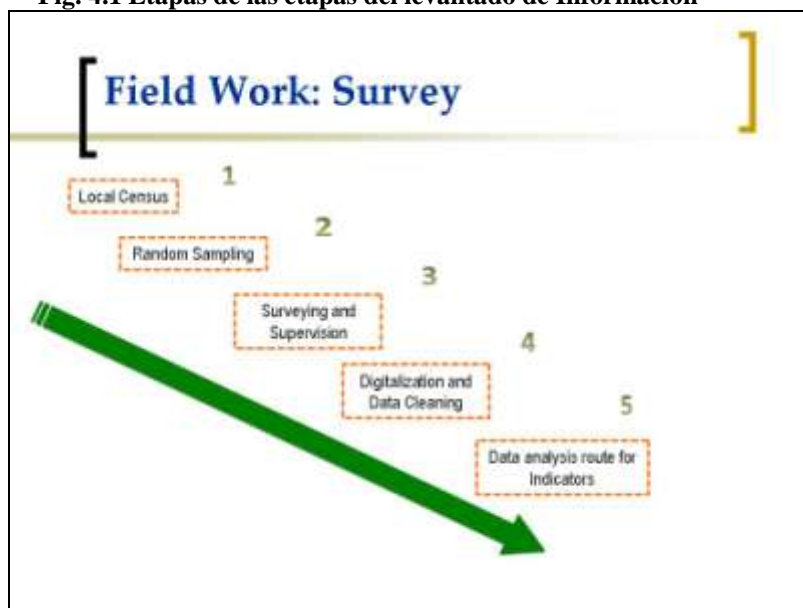 Fig. 4.1 Etapas de las etapas del levantado de Información
Field Work: Survey
1
Local Census
2
Random Sampling
3
Surveying and
Supervision
4
Digitalization and
Data Cleaning
5
Data analysis route for
Indicators